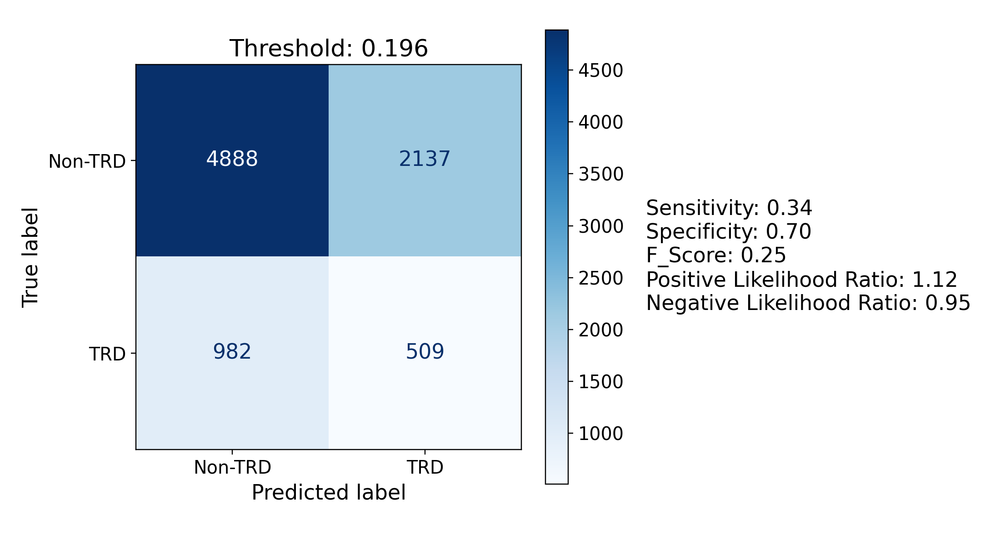 Threshold: 0.196
True label
Non-TRD
TRD
4888
2137
982
509
Non-TRD
TRD
Predicted label
4500
4000
3500
3000
2500
2000
1500
1000
Sensitivity: 0.34
Specificity: 0.70
F_Score: 0.25
Positive Likelihood Ratio: 1.12
Negative Likelihood Ratio: 0.95